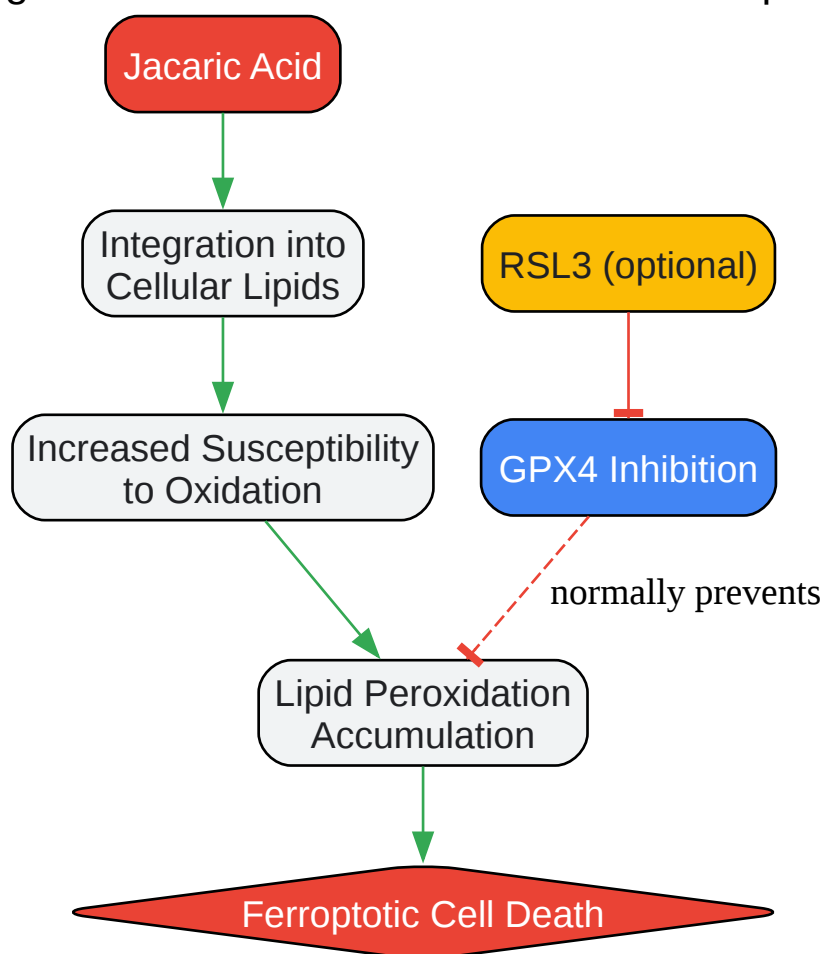 Jacaric Acid
Integration into
Cellular Lipids
RSL3 (optional)
Increased Susceptibility
to Oxidation
GPX4 Inhibition
normally prevents
Lipid Peroxidation
Accumulation
Ferroptotic Cell Death